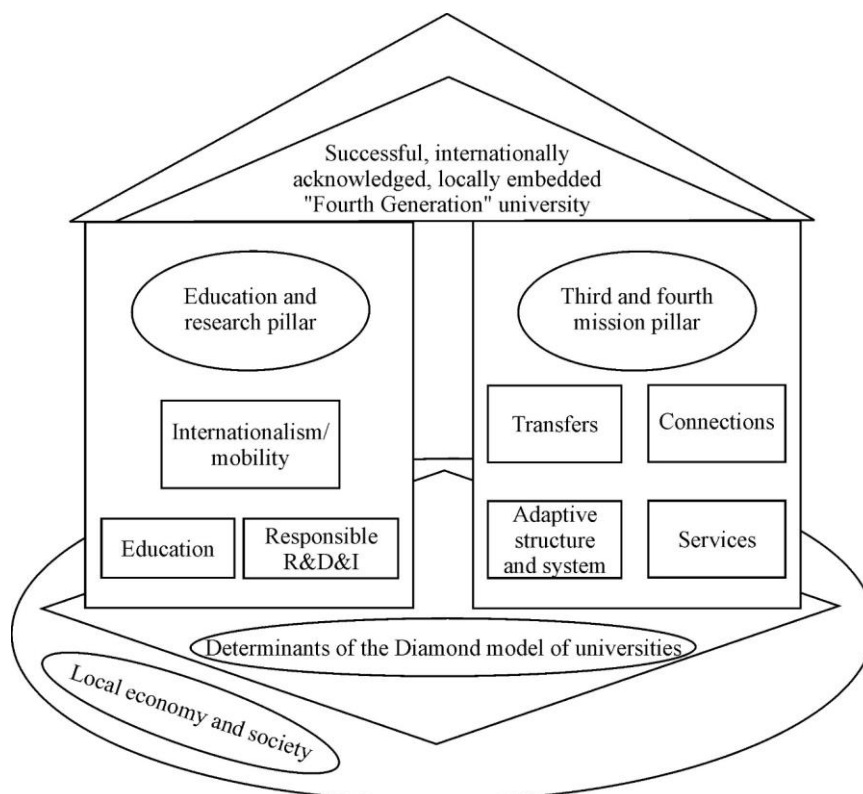 Successful, internationally
acknowledged, locally embedded
"Fourth Generation" university
Education and
research pillar
Internationalism/
mobility
Education
Responsible
R&D&I
Third and fourth
mission pillar
Transfers
Connections
Adaptive
structure
and system
Services
Determinants of the Diamond model of universities
Local economy and society